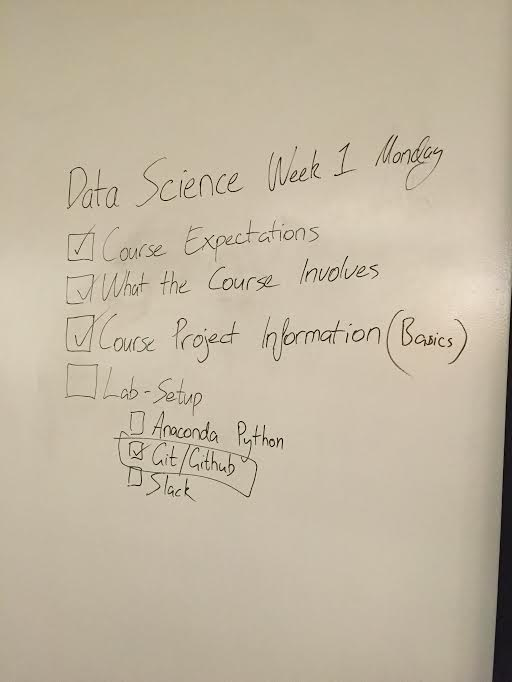 Data Science Week 1 Monday
☑ Course Expectations
☑ What the Course Involves
☑ Course Project Information (Basics)
☐ Lab-Setup
☐ Anaconda Python
☑ Git/Github
☐ Slack